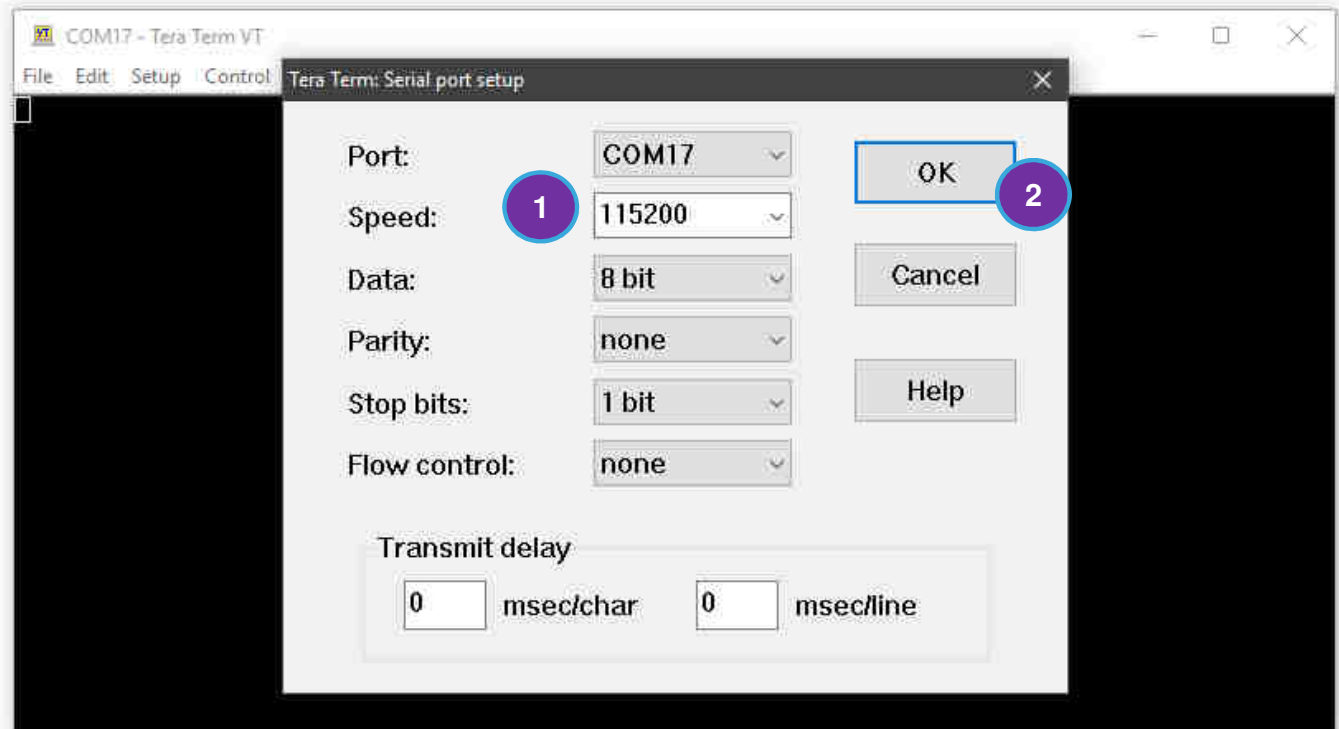 COM17 - Tera Term VT
File Edit Setup Control
Tera Term: Serial port setup
Port: COM17
OK
2
Speed: 1 115200
Data: 8 bit
Cancel
Parity: none
Stop bits: 1 bit
Help
Flow control: none
Transmit delay
0 msec/char 0 msec/line